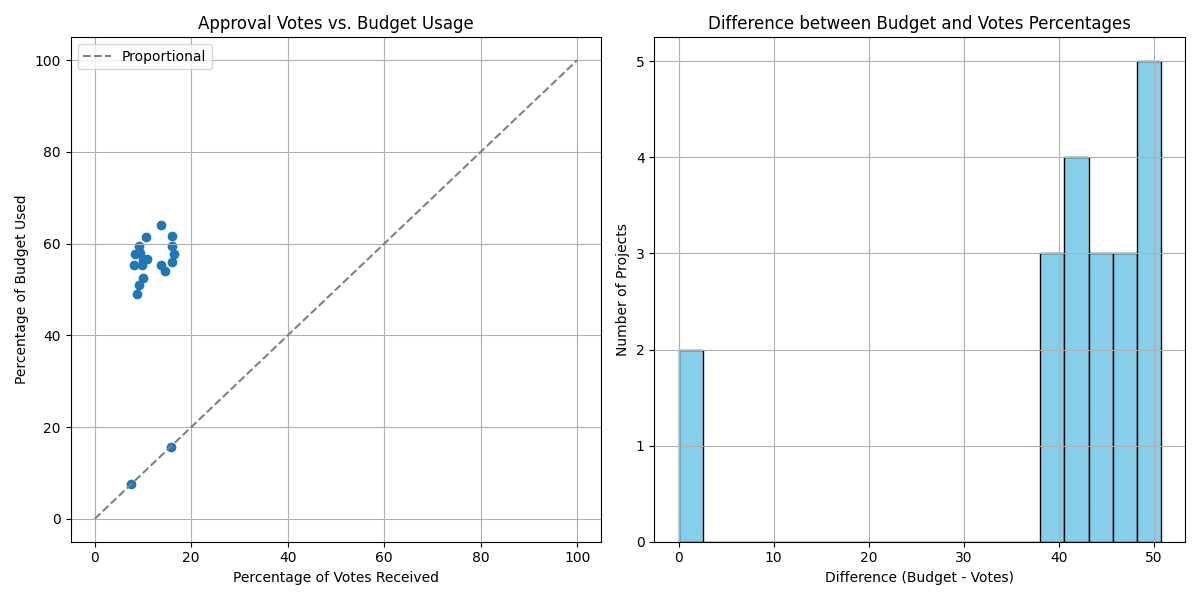 Approval Votes vs. Budget Usage
Proportional
100
80
60
40
20
0
Percentage of Budget Used
0 20 40 60 80 100
Percentage of Votes Received
Difference between Budget and Votes Percentages
5
4
3
2
1
0
Number of Projects
0 10 20 30 40 50
Difference (Budget - Votes)